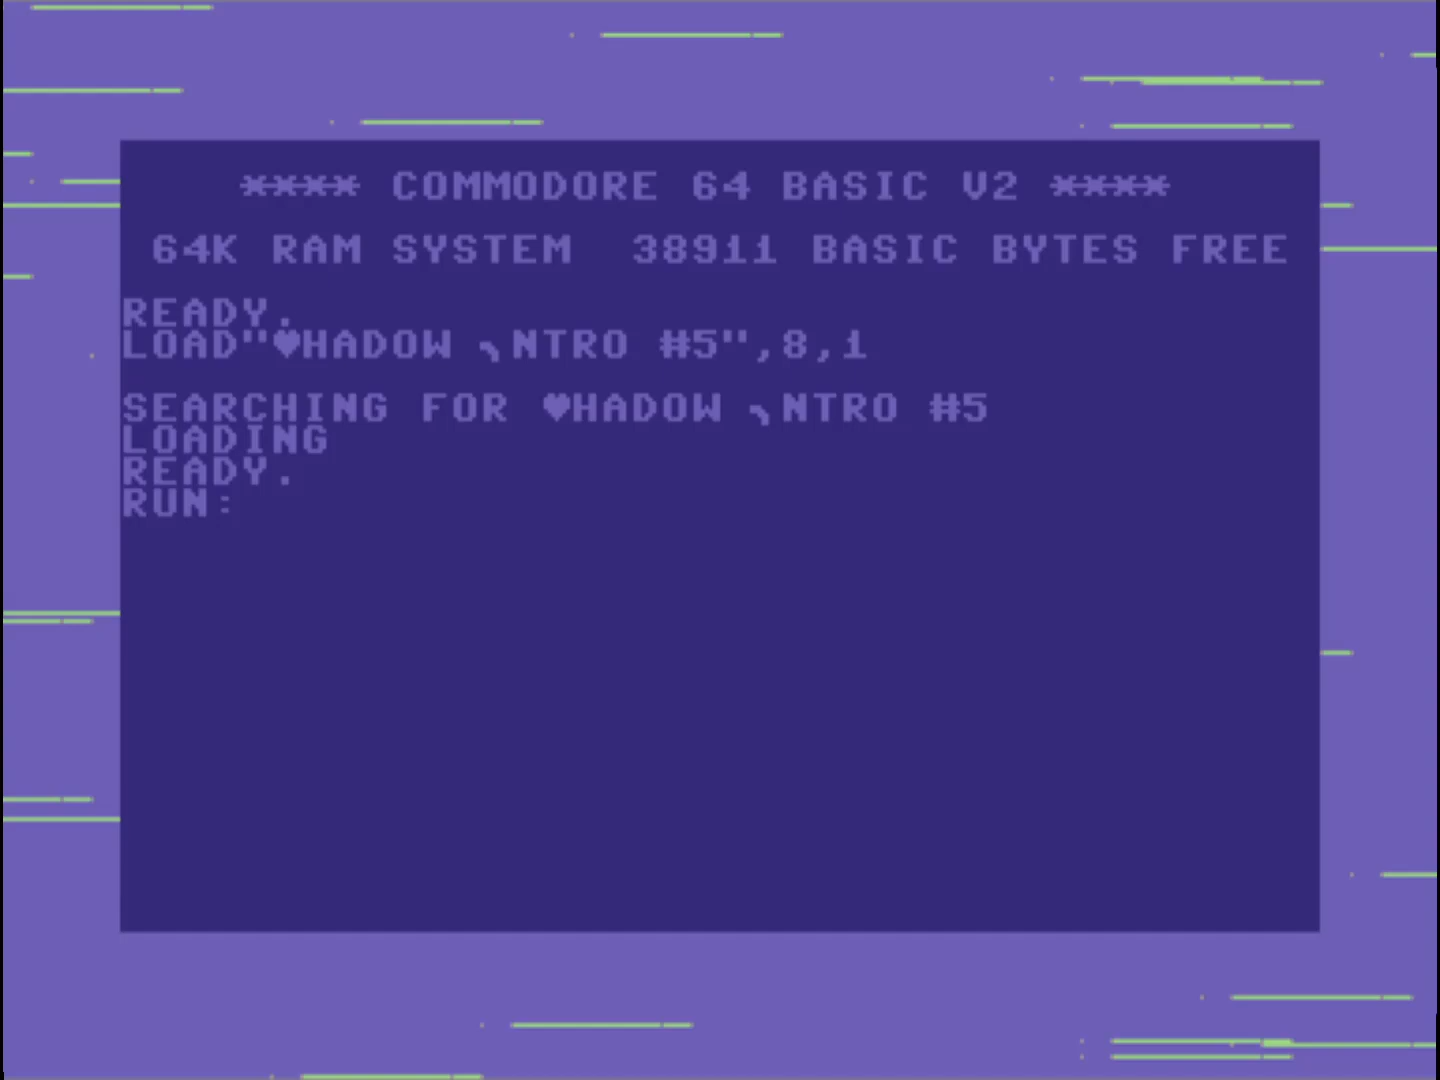 **** COMMODORE 64 BASIC V2 ****
64K RAM SYSTEM  38911 BASIC BYTES FREE
READY.
LOAD"♥HADOW ╮NTRO #5",8,1
SEARCHING FOR ♥HADOW ╮NTRO #5
LOADING
READY.
RUN: